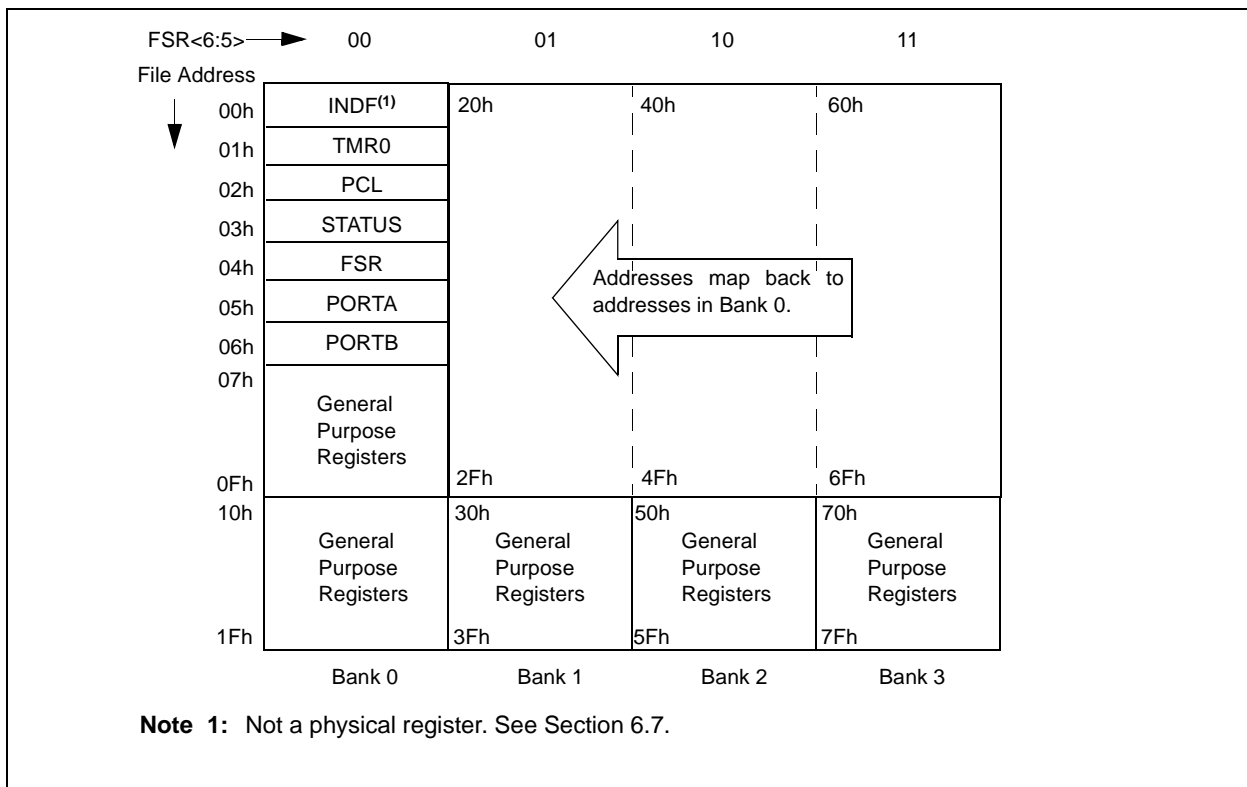 FSR<6:5> 00 01 10 11
File Address
00h INDF(1) 20h 40h 60h
01h TMR0
02h PCL
03h STATUS
04h FSR
05h PORTA
06h PORTB
Addresses map back to
addresses in Bank 0.
07h
General
Purpose
Registers
0Fh 2Fh 4Fh 6Fh
10h 30h 50h 70h
General General General General
Purpose Purpose Purpose Purpose
Registers Registers Registers Registers
1Fh 3Fh 5Fh 7Fh
Bank 0 Bank 1 Bank 2 Bank 3
Note 1: Not a physical register. See Section 6.7.